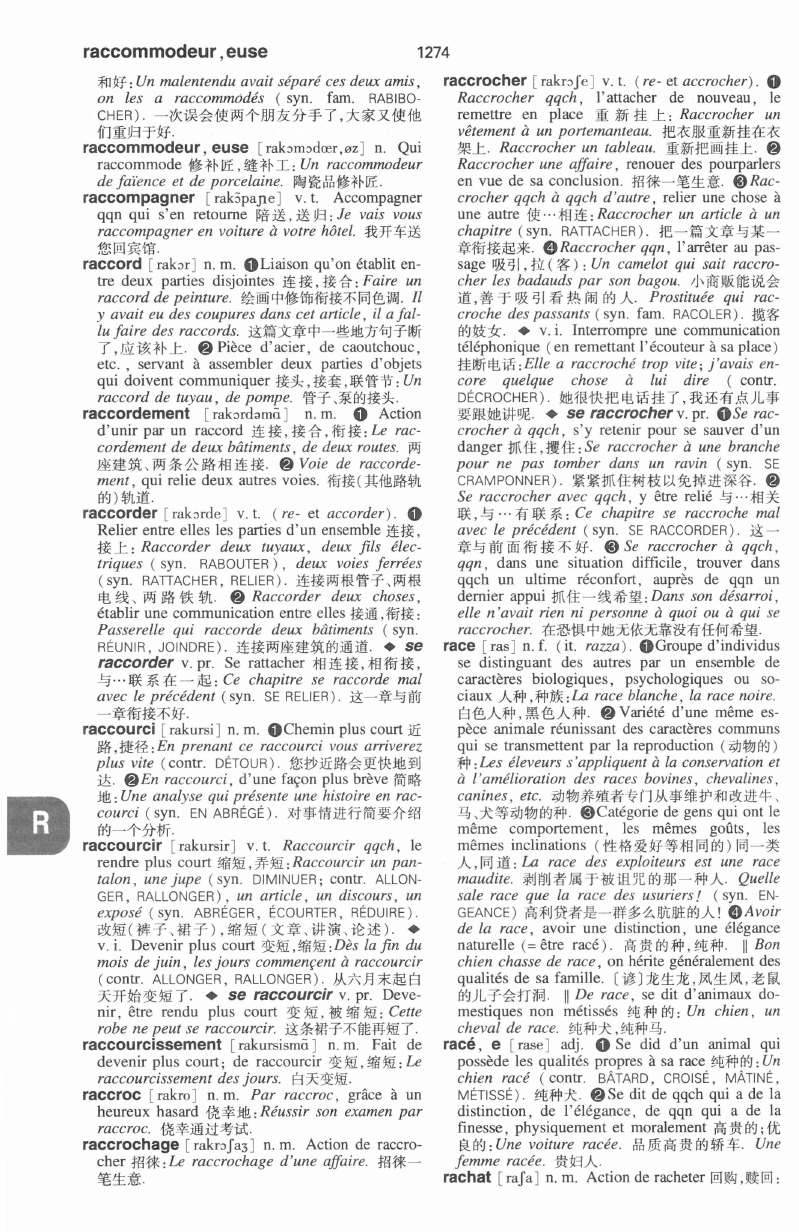 raccommodeur, euse
1274
和好:Un malentendu avait séparé ces deux amis,
on les a raccommodés (syn. fam. RABIBO-
CHER). 一次误会使两个朋友分手了,大家又使他
们重归于好.
raccommodeur, euse [rakɔmɔdœr,øz] n. Qui
raccommode 修补匠,缝补工:Un raccommodeur
de faïence et de porcelaine. 陶瓷品修补匠.
raccompagner [rakɔ̃paɲe] v.t. Accompagner
qqn qui s'en retourne 陪送,送归:Je vais vous
raccompagner en voiture à votre hôtel. 我开车送
您回宾馆.
raccord [rakɔr] n.m. ❶Liaison qu'on établit en-
tre deux parties disjointes 连接,接合:Faire un
raccord de peinture. 绘画中修饰衔接不同色调. Il
y avait eu des coupures dans cet article, il a fal-
lu faire des raccords. 这篇文章中一些地方句子断
了,应该补上. ❷ Pièce d'acier, de caoutchouc,
etc., servant à assembler deux parties d'objets
qui doivent communiquer 接头,接套,联管节:Un
raccord de tuyau, de pompe. 管子、泵的接头.
raccordement [rakɔrdəmɑ̃] n.m. ❶ Action
d'unir par un raccord 连接,接合,衔接:Le rac-
cordement de deux bâtiments, de deux routes. 两
座建筑、两条公路相连接. ❷ Voie de raccorde-
ment, qui relie deux autres voies. 衔接(其他路轨
的)轨道.
raccorder [rakɔrde] v.t. (re- et accorder). ❶
Relier entre elles les parties d'un ensemble 连接,
接上:Raccorder deux tuyaux, deux fils élec-
triques (syn. RABOUTER), deux voies ferrées
(syn. RATTACHER, RELIER). 连接两根管子、两根
电线、两路铁轨. ❷ Raccorder deux choses,
établir une communication entre elles 接通,衔接:
Passerelle qui raccorde deux bâtiments (syn.
RÉUNIR, JOINDRE). 连接两座建筑的通道. ◆ se
raccorder v.pr. Se rattacher 相连接,相衔接,
与…联系在一起:Ce chapitre se raccorde mal
avec le précédent (syn. SE RELIER). 这一章与前
一章衔接不好.
raccourci [rakursi] n.m. ❶Chemin plus court 近
路,捷径:En prenant ce raccourci vous arriverez
plus vite (contr. DÉTOUR). 您抄近路会更快地到
达. ❷En raccourci, d'une façon plus brève 简略
地:Une analyse qui présente une histoire en rac-
courci (syn. EN ABRÉGÉ). 对事情进行简要介绍
的一个分析.
raccourcir [rakursir] v.t. Raccourcir qqch, le
rendre plus court 缩短,弄短:Raccourcir un pan-
talon, une jupe (syn. DIMINUER; contr. ALLON-
GER, RALLONGER), un article, un discours, un
exposé (syn. ABRÉGER, ÉCOURTER, RÉDUIRE).
改短(裤子、裙子),缩短(文章、讲演、论述). ◆
v.i. Devenir plus court 变短,缩短:Dès la fin du
mois de juin, les jours commençent à raccourcir
(contr. ALLONGER, RALLONGER). 从六月末起白
天开始变短了. ◆ se raccourcir v.pr. Deve-
nir, être rendu plus court 变短,被缩短:Cette
robe ne peut se raccourcir. 这条裙子不能再短了.
raccourcissement [rakursismɑ̃] n.m. Fait de
devenir plus court; de raccourcir 变短,缩短:Le
raccourcissement des jours. 白天变短.
raccroc [rakro] n.m. Par raccroc, grâce à un
heureux hasard 侥幸地:Réussir son examen par
raccroc. 侥幸通过考试.
raccrochage [rakrɔʃaʒ] n.m. Action de raccro-
cher 招徕:Le raccrochage d'une affaire. 招徕一
笔生意.
R
raccrocher [rakrɔʃe] v.t. (re- et accrocher). ❶
Raccrocher qqch, l'attacher de nouveau, le
remettre en place 重新挂上:Raccrocher un
vêtement à un portemanteau. 把衣服重新挂在衣
架上. Raccrocher un tableau. 重新把画挂上. ❷
Raccrocher une affaire, renouer des pourparlers
en vue de sa conclusion. 招徕一笔生意. ❸Rac-
crocher qqch à qqch d'autre, relier une chose à
une autre 使…相连:Raccrocher un article à un
chapitre (syn. RATTACHER). 把一篇文章与某一
章衔接起来. ❹Raccrocher qqn, l'arrêter au pas-
sage 吸引,拉(客):Un camelot qui sait raccro-
cher les badauds par son bagou. 小商贩能说会
道,善于吸引看热闹的人. Prostituée qui rac-
croche des passants (syn. fam. RACOLER). 揽客
的妓女. ◆ v.i. Interrompre une communication
téléphonique (en remettant l'écouteur à sa place)
挂断电话:Elle a raccroché trop vite; j'avais en-
core quelque chose à lui dire (contr.
DÉCROCHER). 她很快把电话挂了,我还有点儿事
要跟她讲呢. ◆ se raccrocher v.pr. ❶Se rac-
crocher à qqch, s'y retenir pour se sauver d'un
danger 抓住,攫住:Se raccrocher à une branche
pour ne pas tomber dans un ravin (syn. SE
CRAMPONNER). 紧紧抓住树枝以免掉进深谷. ❷
Se raccrocher avec qqch, y être relié 与…相关
联,与…有联系:Ce chapitre se raccroche mal
avec le précédent (syn. SE RACCORDER). 这一
章与前面衔接不好. ❸ Se raccrocher à qqch,
qqn, dans une situation difficile, trouver dans
qqch un ultime réconfort, auprès de qqn un
dernier appui 抓住一线希望:Dans son désarroi,
elle n'avait rien ni personne à quoi ou à qui se
raccrocher. 在恐惧中她无依无靠没有任何希望.
race [ras] n.f. (it. razza). ❶Groupe d'individus
se distinguant des autres par un ensemble de
caractères biologiques, psychologiques ou so-
ciaux 人种,种族:La race blanche, la race noire.
白色人种,黑色人种. ❷ Variété d'une même es-
pèce animale réunissant des caractères communs
qui se transmettent par la reproduction (动物的)
种:Les éleveurs s'appliquent à la conservation et
à l'amélioration des races bovines, chevalines,
canines, etc. 动物养殖者专门从事维护和改进牛、
马、犬等动物的种. ❸Catégorie de gens qui ont le
même comportement, les mêmes goûts, les
mêmes inclinations (性格爱好等相同的)同一类
人,同道:La race des exploiteurs est une race
maudite. 剥削者属于被诅咒的那一种人. Quelle
sale race que la race des usuriers! (syn. EN-
GEANCE) 高利贷者是一群多么肮脏的人! ❹Avoir
de la race, avoir une distinction, une élégance
naturelle (= être racé). 高贵的种,纯种. ‖ Bon
chien chasse de race, on hérite généralement des
qualités de sa famille. 〔谚〕龙生龙,凤生凤,老鼠
的儿子会打洞. ‖ De race, se dit d'animaux do-
mestiques non métissés 纯种的:Un chien, un
cheval de race. 纯种犬,纯种马.
racé, e [rase] adj. ❶ Se did d'un animal qui
possède les qualités propres à sa race 纯种的:Un
chien racé (contr. BÂTARD, CROISÉ, MÂTINÉ,
MÉTISSÉ). 纯种犬. ❷Se dit de qqch qui a de la
distinction, de l'élégance, de qqn qui a de la
finesse, physiquement et moralement 高贵的;优
良的:Une voiture racée. 品质高贵的轿车. Une
femme racée. 贵妇人.
rachat [raʃa] n.m. Action de racheter 回购,赎回: